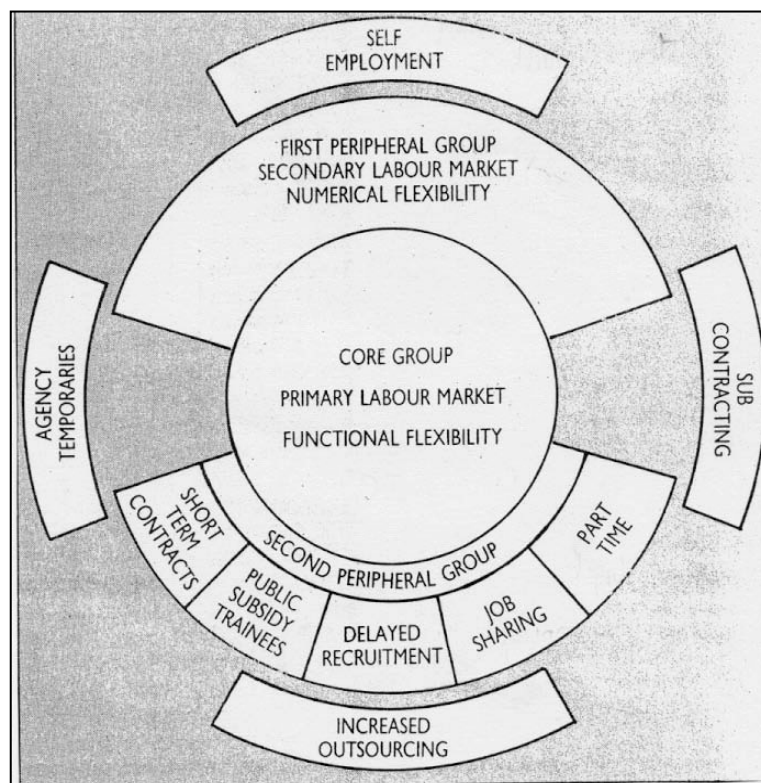 SELF
EMPLOYMENT
FIRST PERIPHERAL GROUP
SECONDARY LABOUR MARKET
NUMERICAL FLEXIBILITY
AGENCY
TEMPORARIES
CORE GROUP
PRIMARY LABOUR MARKET
FUNCTIONAL FLEXIBILITY
SUB
CONTRACTING
SECOND PERIPHERAL GROUP
SHORT
TERM
CONTRACTS
PUBLIC
SUBSIDY
TRAINEES
DELAYED
RECRUITMENT
JOB
SHARING
PART
TIME
INCREASED
OUTSOURCING